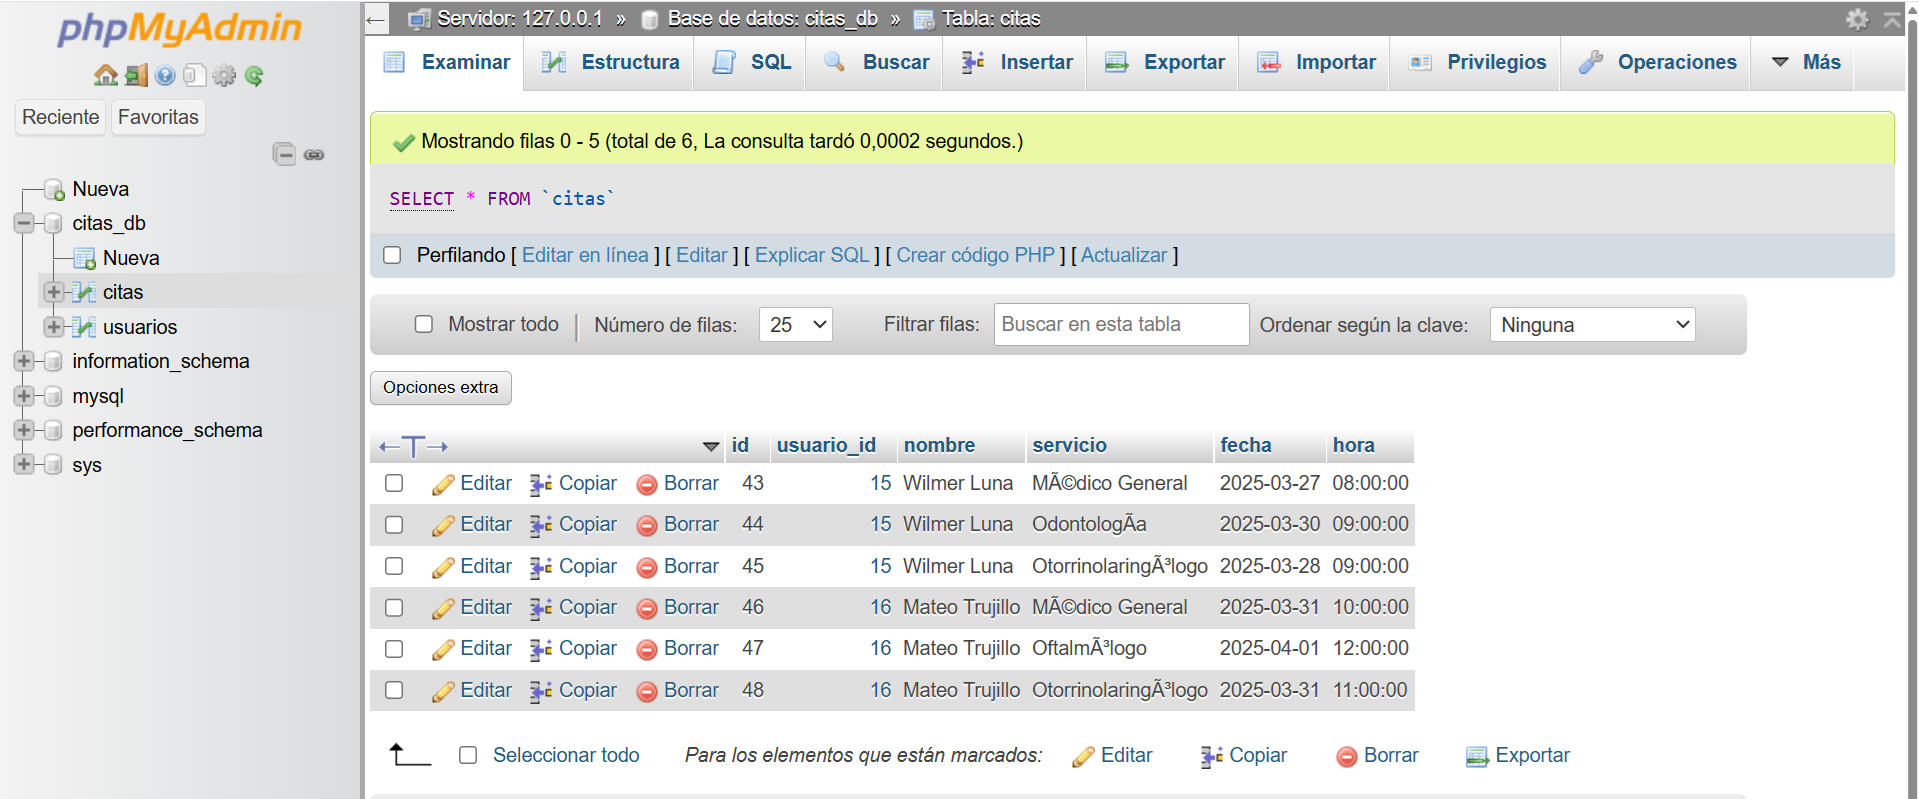 phpMyAdmin
Reciente Favoritas
Nueva
citas_db
Nueva
citas
usuarios
information_schema
mysql
performance_schema
sys
Servidor: 127.0.0.1 » Base de datos: citas_db » Tabla: citas
Examinar Estructura SQL Buscar Insertar Exportar Importar Privilegios Operaciones Más
Mostrando filas 0 - 5 (total de 6, La consulta tardó 0,0002 segundos.)
SELECT * FROM `citas`
Perfilando [ Editar en línea ] [ Editar ] [ Explicar SQL ] [ Crear código PHP ] [ Actualizar ]
Mostrar todo | Número de filas: 25 Filtrar filas: Buscar en esta tabla Ordenar según la clave: Ninguna
Opciones extra
←T→ id usuario_id nombre servicio fecha hora
Editar Copiar Borrar 43 15 Wilmer Luna MÃ©dico General 2025-03-27 08:00:00
Editar Copiar Borrar 44 15 Wilmer Luna OdontologÃ­a 2025-03-30 09:00:00
Editar Copiar Borrar 45 15 Wilmer Luna OtorrinolaringÃ³logo 2025-03-28 09:00:00
Editar Copiar Borrar 46 16 Mateo Trujillo MÃ©dico General 2025-03-31 10:00:00
Editar Copiar Borrar 47 16 Mateo Trujillo OftalmÃ³logo 2025-04-01 12:00:00
Editar Copiar Borrar 48 16 Mateo Trujillo OtorrinolaringÃ³logo 2025-03-31 11:00:00
Seleccionar todo Para los elementos que están marcados: Editar Copiar Borrar Exportar